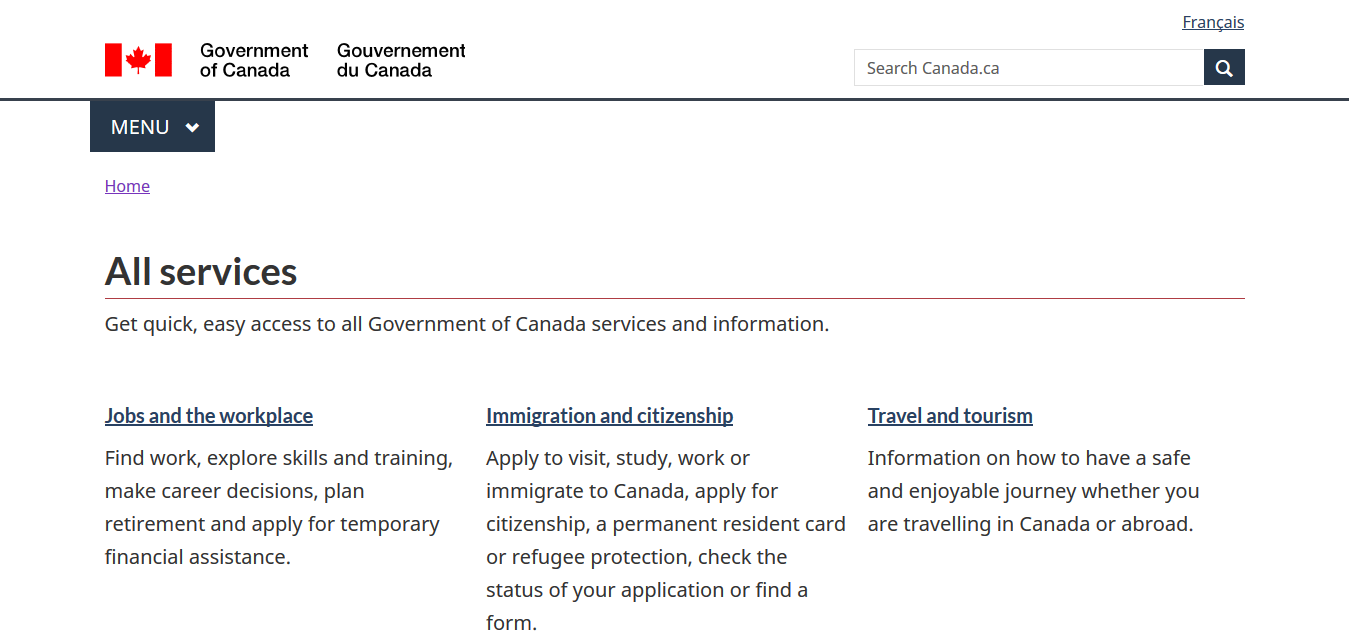 Français
Government of Canada
Gouvernement du Canada
Search Canada.ca
MENU
Home
All services
Get quick, easy access to all Government of Canada services and information.
Jobs and the workplace
Find work, explore skills and training,
make career decisions, plan
retirement and apply for temporary
financial assistance.
Immigration and citizenship
Apply to visit, study, work or
immigrate to Canada, apply for
citizenship, a permanent resident card
or refugee protection, check the
status of your application or find a
form.
Travel and tourism
Information on how to have a safe
and enjoyable journey whether you
are travelling in Canada or abroad.